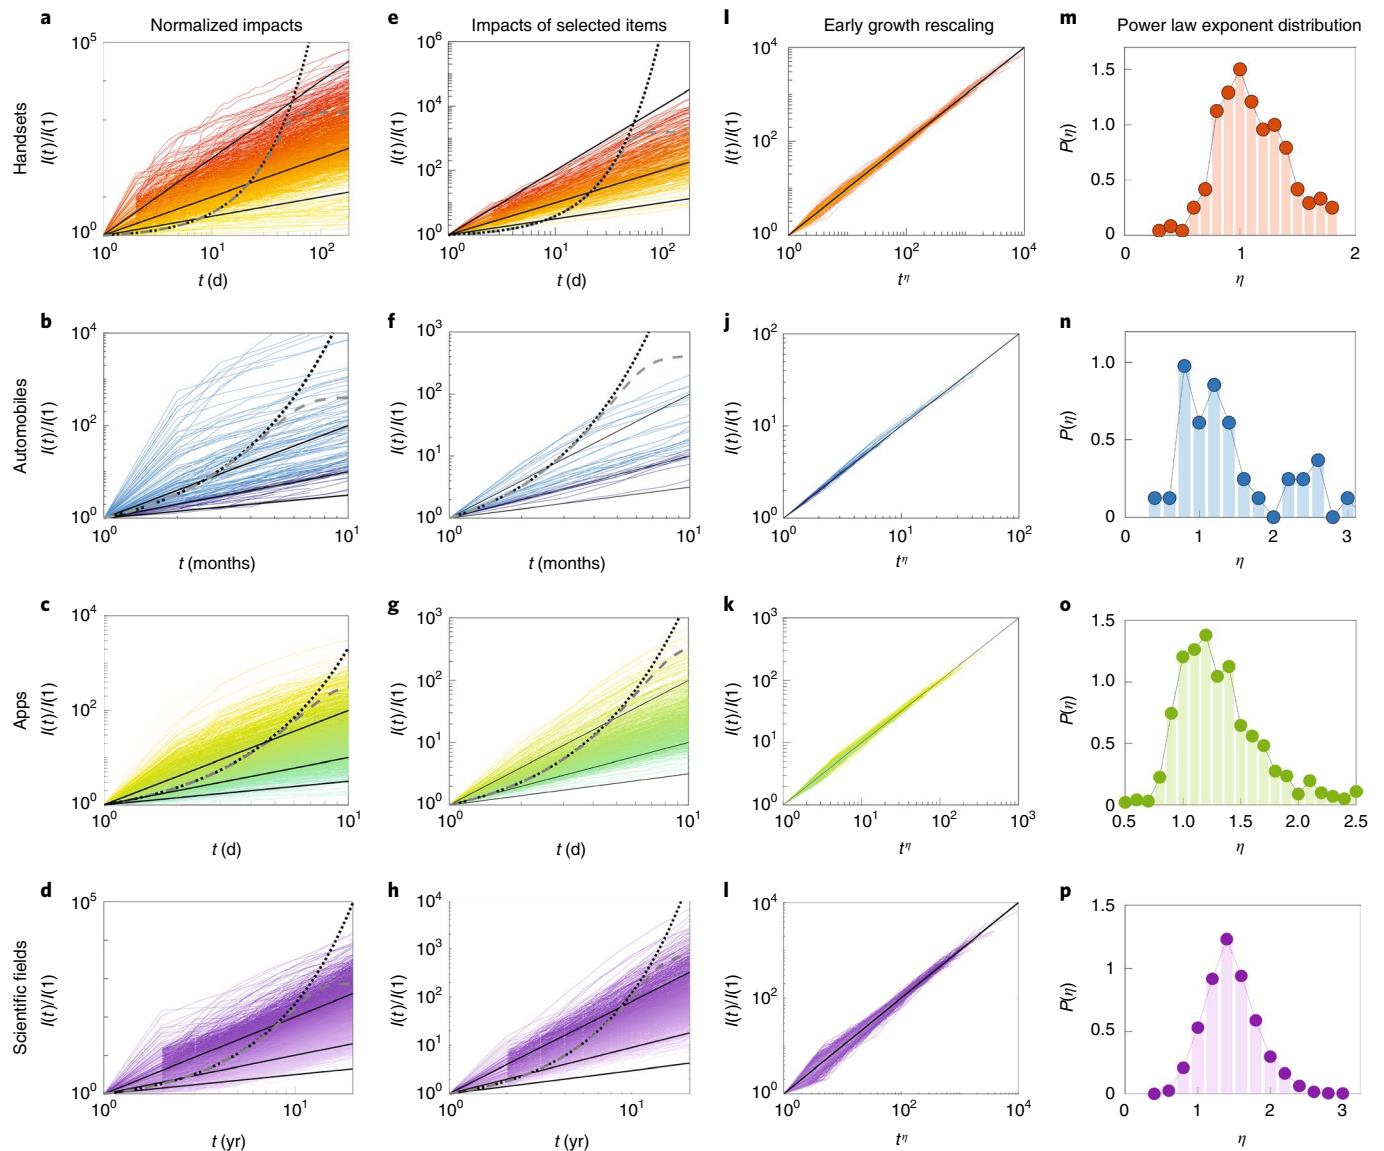 a Normalized impacts e Impacts of selected items l Early growth rescaling m Power law exponent distribution
Handsets
I(t)/I(1)
10^5
10^0
10^0 10^1 10^2
t (d)
I(t)/I(1)
10^6
10^4
10^2
10^0
10^0 10^1 10^2
t (d)
I(t)/I(1)
10^4
10^2
10^0
10^0 10^2 10^4
t^η
P(η)
1.5
1.0
0.5
0
0 1 2
η
b f j n
Automobiles
I(t)/I(1)
10^4
10^2
10^0
10^0 10^1
t (months)
I(t)/I(1)
10^3
10^2
10^1
10^0
10^0 10^1
t (months)
I(t)/I(1)
10^2
10^1
10^0
10^0 10^1 10^2
t^η
P(η)
1.0
0.5
0
0 1 2 3
η
c g k o
Apps
I(t)/I(1)
10^4
10^2
10^0
10^0 10^1
t (d)
I(t)/I(1)
10^3
10^2
10^1
10^0
10^0 10^1
t (d)
I(t)/I(1)
10^3
10^2
10^1
10^0
10^0 10^1 10^2 10^3
t^η
P(η)
1.5
1.0
0.5
0
0.5 1.0 1.5 2.0 2.5
η
d h l p
Scientific fields
I(t)/I(1)
10^5
10^0
10^0 10^1
t (yr)
I(t)/I(1)
10^4
10^3
10^2
10^1
10^0
10^0 10^1
t (yr)
I(t)/I(1)
10^4
10^2
10^0
10^0 10^2 10^4
t^η
P(η)
1.5
1
0.5
0
0 1 2 3
η